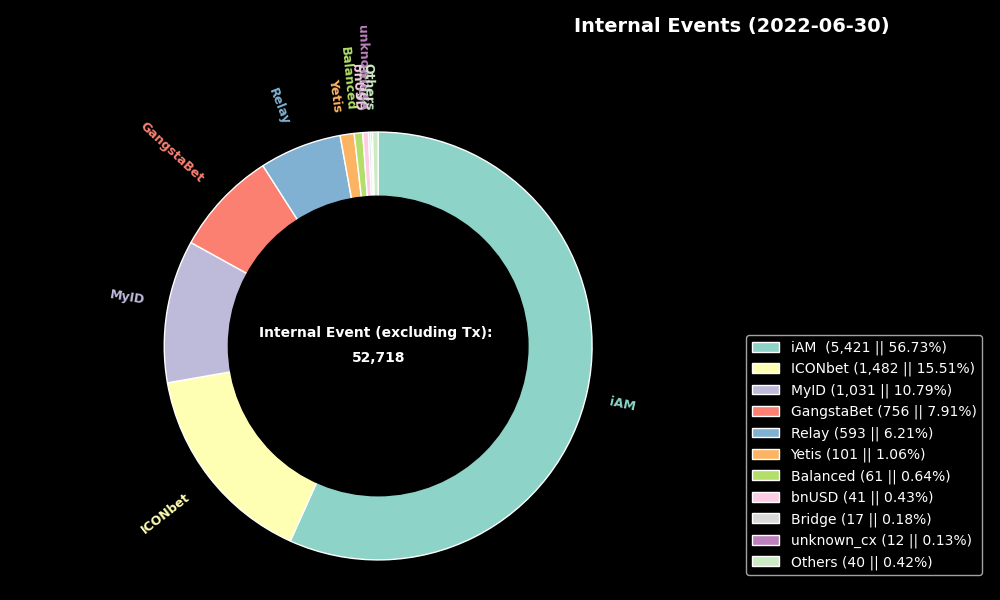 Internal Events (2022-06-30)
Balanced
Others
Yetis
Relay
GangstaBet
MyID
ICONbet
iAM
Internal Event (excluding Tx):
52,718
iAM  (5,421 || 56.73%)
ICONbet (1,482 || 15.51%)
MyID (1,031 || 10.79%)
GangstaBet (756 || 7.91%)
Relay (593 || 6.21%)
Yetis (101 || 1.06%)
Balanced (61 || 0.64%)
bnUSD (41 || 0.43%)
Bridge (17 || 0.18%)
unknown_cx (12 || 0.13%)
Others (40 || 0.42%)